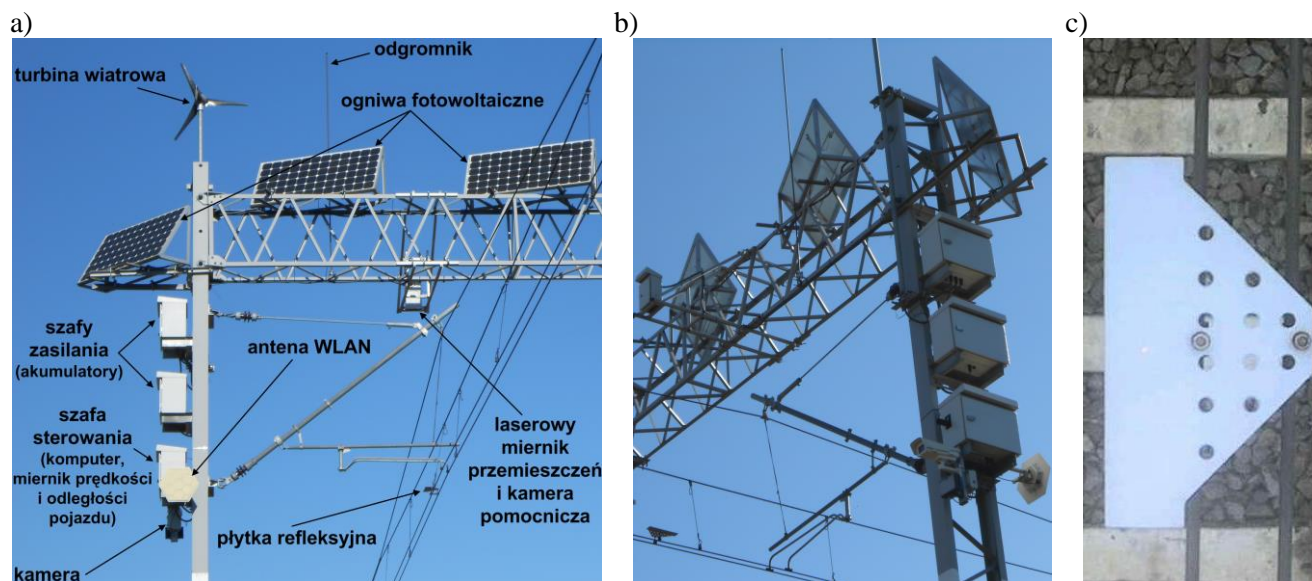 a)
b)
c)
odgromnik
turbina wiatrowa
ogniwa fotowoltaiczne
szafy
zasilania
(akumulatory)
antena WLAN
szafa
sterowania
(komputer,
miernik prędkości
i odległości
pojazdu)
laserowy
miernik
przemieszczeń
i kamera
pomocnicza
płytka refleksyjna
kamera